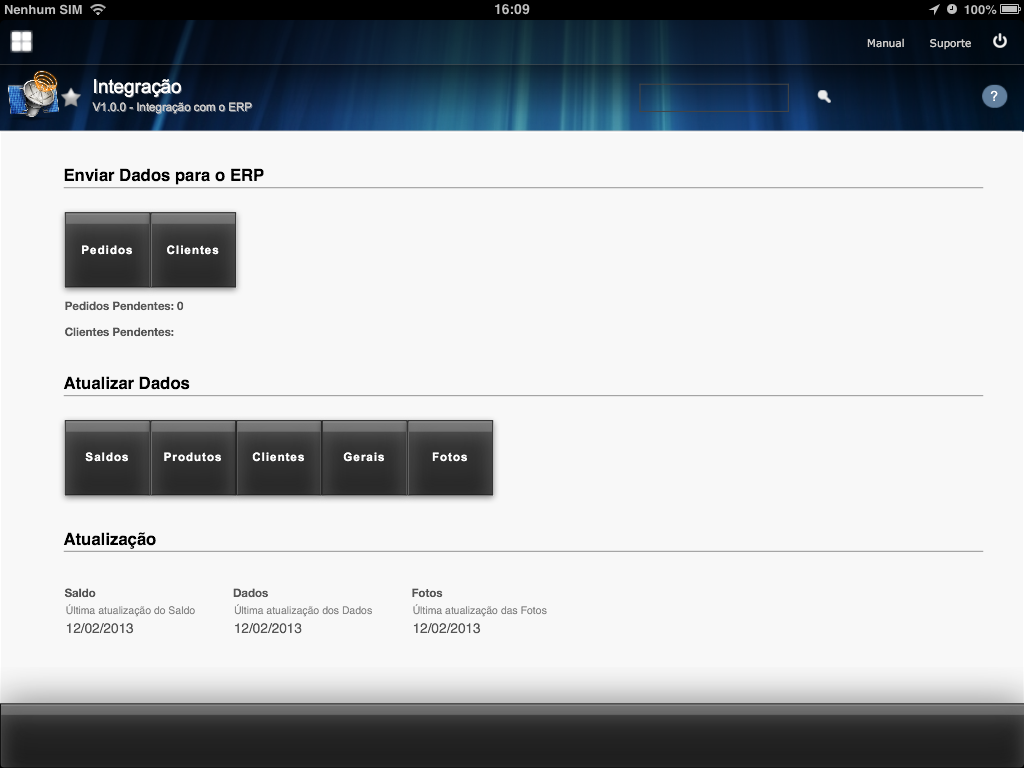 Nenhum SIM 16:09 100%
Manual Suporte
Integração
V1.0.0 - Integração com o ERP
?
Enviar Dados para o ERP
Pedidos Clientes
Pedidos Pendentes: 0
Clientes Pendentes:
Atualizar Dados
Saldos Produtos Clientes Gerais Fotos
Atualização
Saldo Dados Fotos
Última atualização do Saldo Última atualização dos Dados Última atualização das Fotos
12/02/2013 12/02/2013 12/02/2013